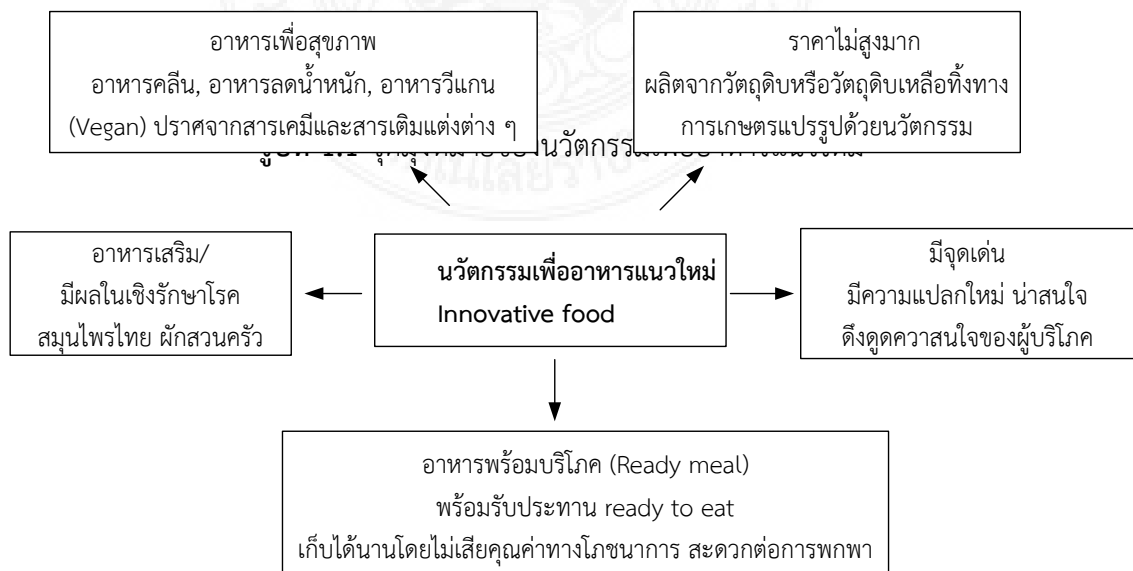 อาหารเพื่อสุขภาพ
อาหารคลีน, อาหารลดน้ำหนัก, อาหารวีแกน
(Vegan) ปราศจากสารเคมีและสารเติมแต่งต่าง ๆ
ราคาไม่สูงมาก
ผลิตจากวัตถุดิบหรือวัตถุดิบเหลือทิ้งทาง
การเกษตรแปรรูปด้วยนวัตกรรม
อาหารเสริม/
มีผลในเชิงรักษาโรค
สมุนไพรไทย ผักสวนครัว
นวัตกรรมเพื่ออาหารแนวใหม่
Innovative food
มีจุดเด่น
มีความแปลกใหม่ น่าสนใจ
ดึงดูดควาสนใจของผู้บริโภค
อาหารพร้อมบริโภค (Ready meal)
พร้อมรับประทาน ready to eat
เก็บได้นานโดยไม่เสียคุณค่าทางโภชนาการ สะดวกต่อการพกพา